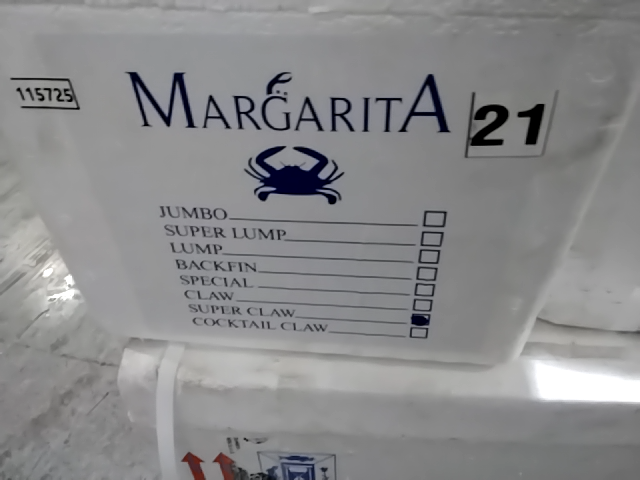 115725
MARGARITA
21
JUMBO
SUPER LUMP
LUMP
BACKFIN
SPECIAL
CLAW
SUPER CLAW
COCKTAIL CLAW